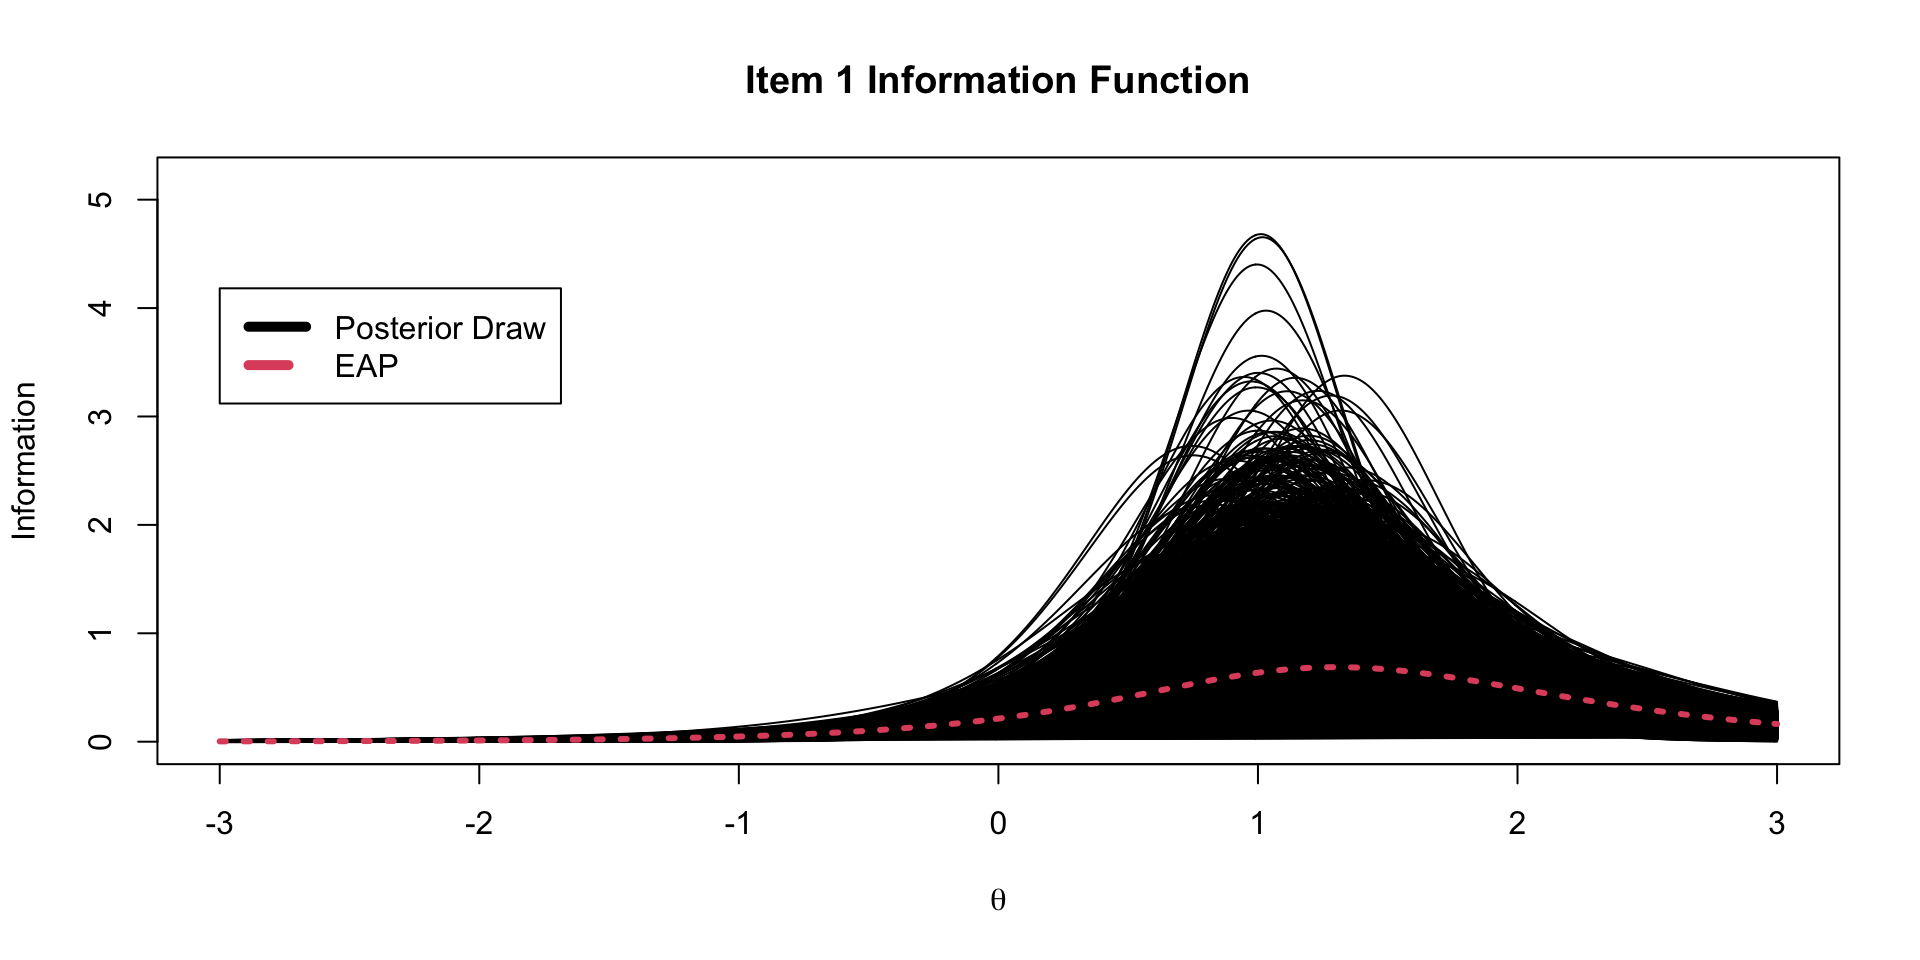 Item 1 Information Function
5
4
3
2
1
0
Information
Posterior Draw
EAP
-3 -2 -1 0 1 2 3
θ